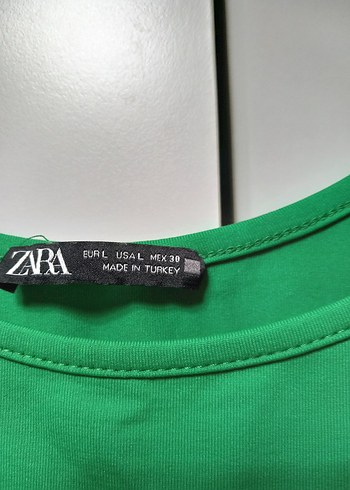 ZARA
EUR L USA L MEX 30
MADE IN TURKEY